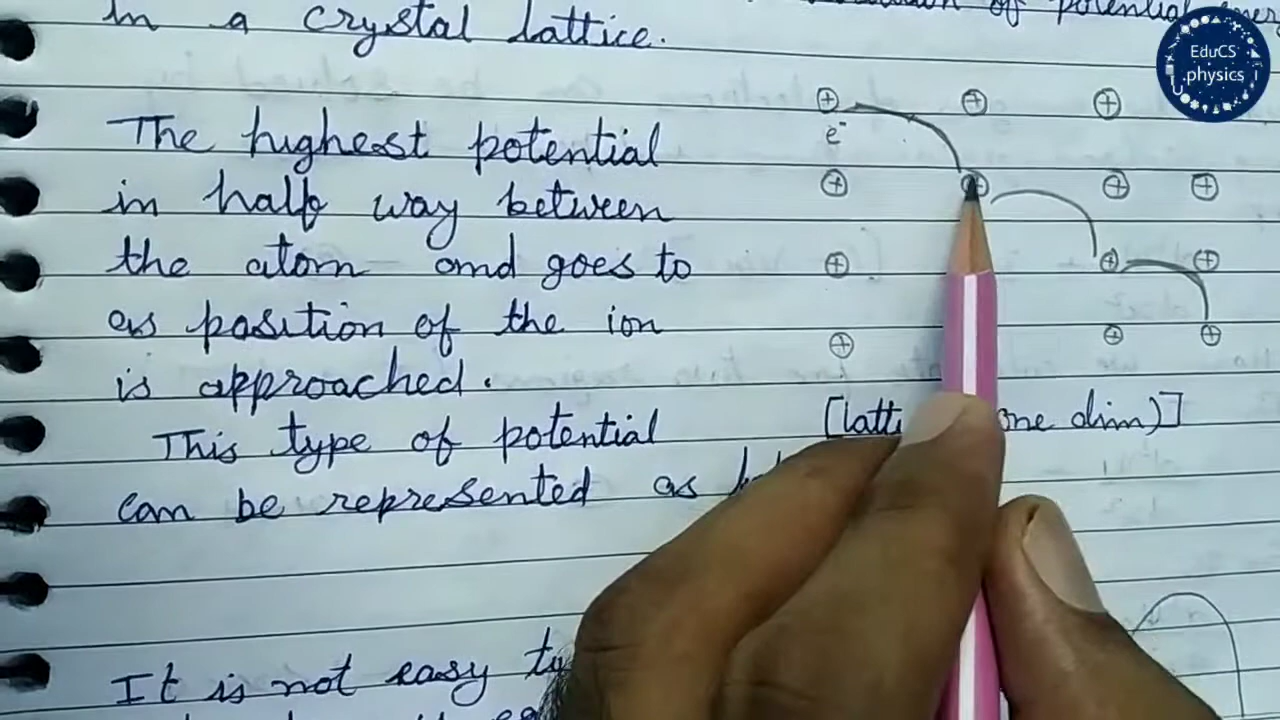 in a crystal lattice.
of potential
EduCS
physics
The highest potential
in half way between
the atom and goes to
as position of the ion
is approached.
This type of potential
can be represented as
It is not easy
e⁻
one dim)]